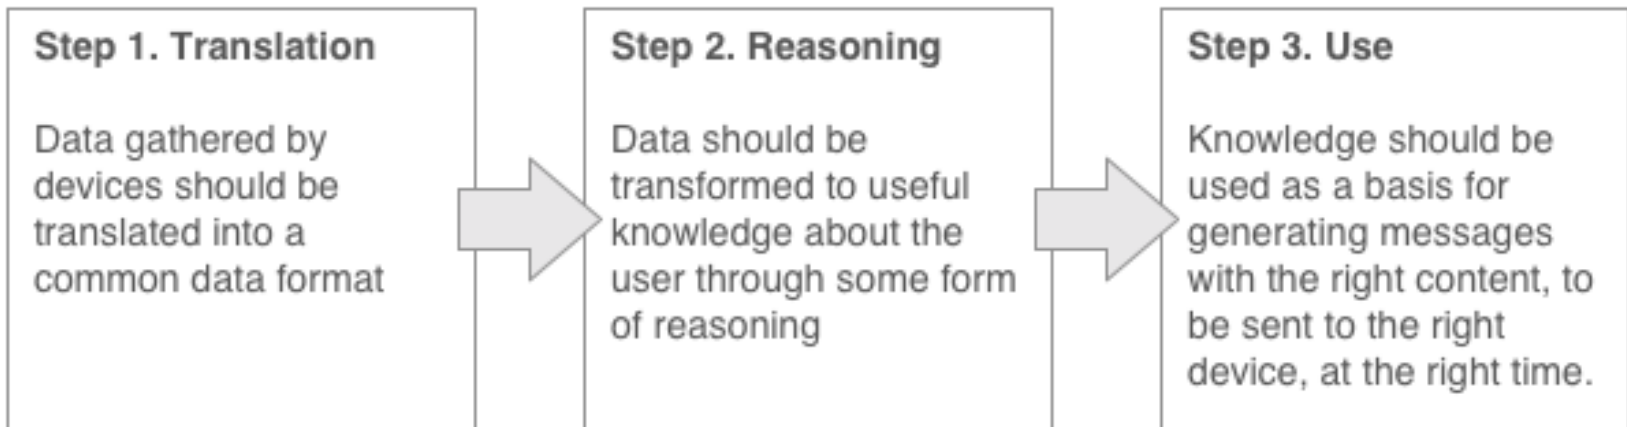 Step 1. Translation
Data gathered by
devices should be
translated into a
common data format
Step 2. Reasoning
Data should be
transformed to useful
knowledge about the
user through some form
of reasoning
Step 3. Use
Knowledge should be
used as a basis for
generating messages
with the right content, to
be sent to the right
device, at the right time.